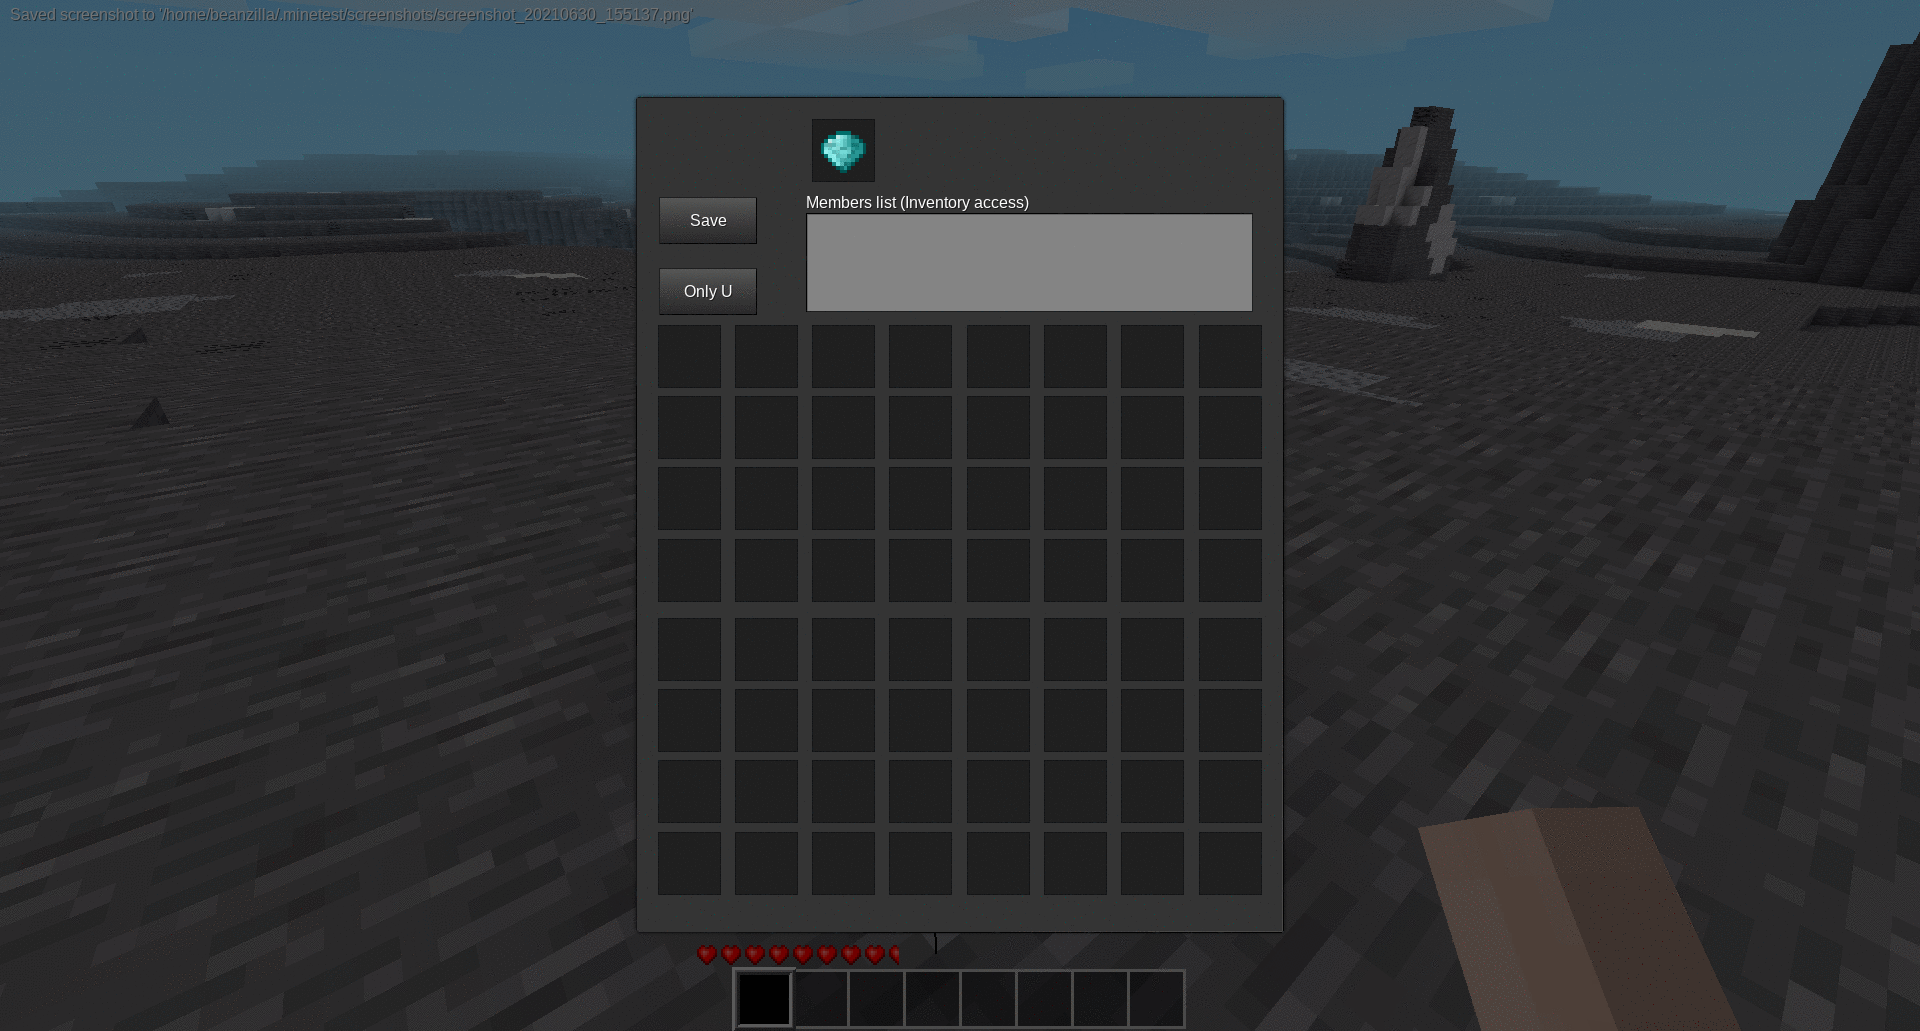 Saved screenshot to '/home/beanzilla/.minetest/screenshots/screenshot_20210630_155137.png'
Members list (Inventory access)
Save
Only U